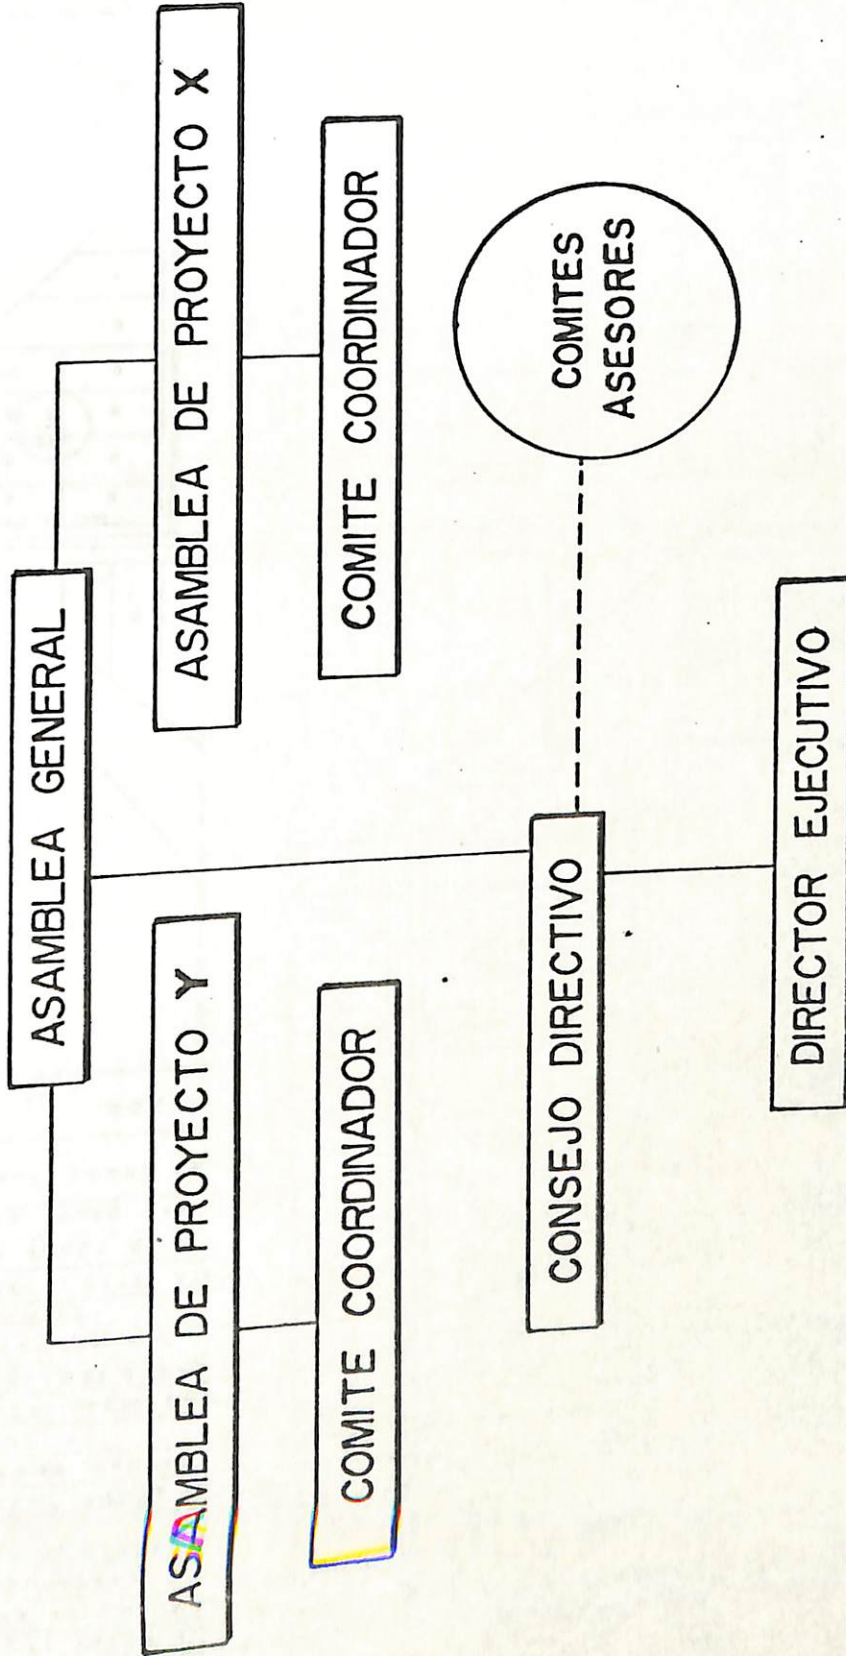 ASAMBLEA GENERAL
ASAMBLEA DE PROYECTO Y
ASAMBLEA DE PROYECTO X
COMITE COORDINADOR
COMITE COORDINADOR
CONSEJO DIRECTIVO
COMITES
ASESORES
DIRECTOR EJECUTIVO